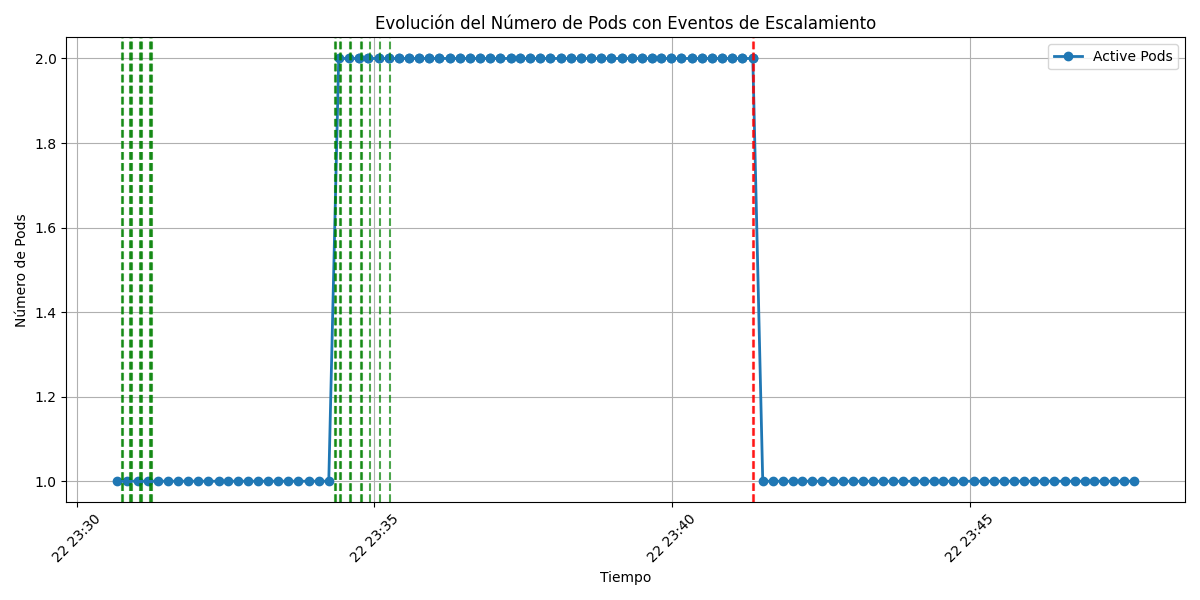 Evolución del Número de Pods con Eventos de Escalamiento
Active Pods
Número de Pods
2.0
1.8
1.6
1.4
1.2
1.0
22 23:30
22 23:35
22 23:40
22 23:45
Tiempo